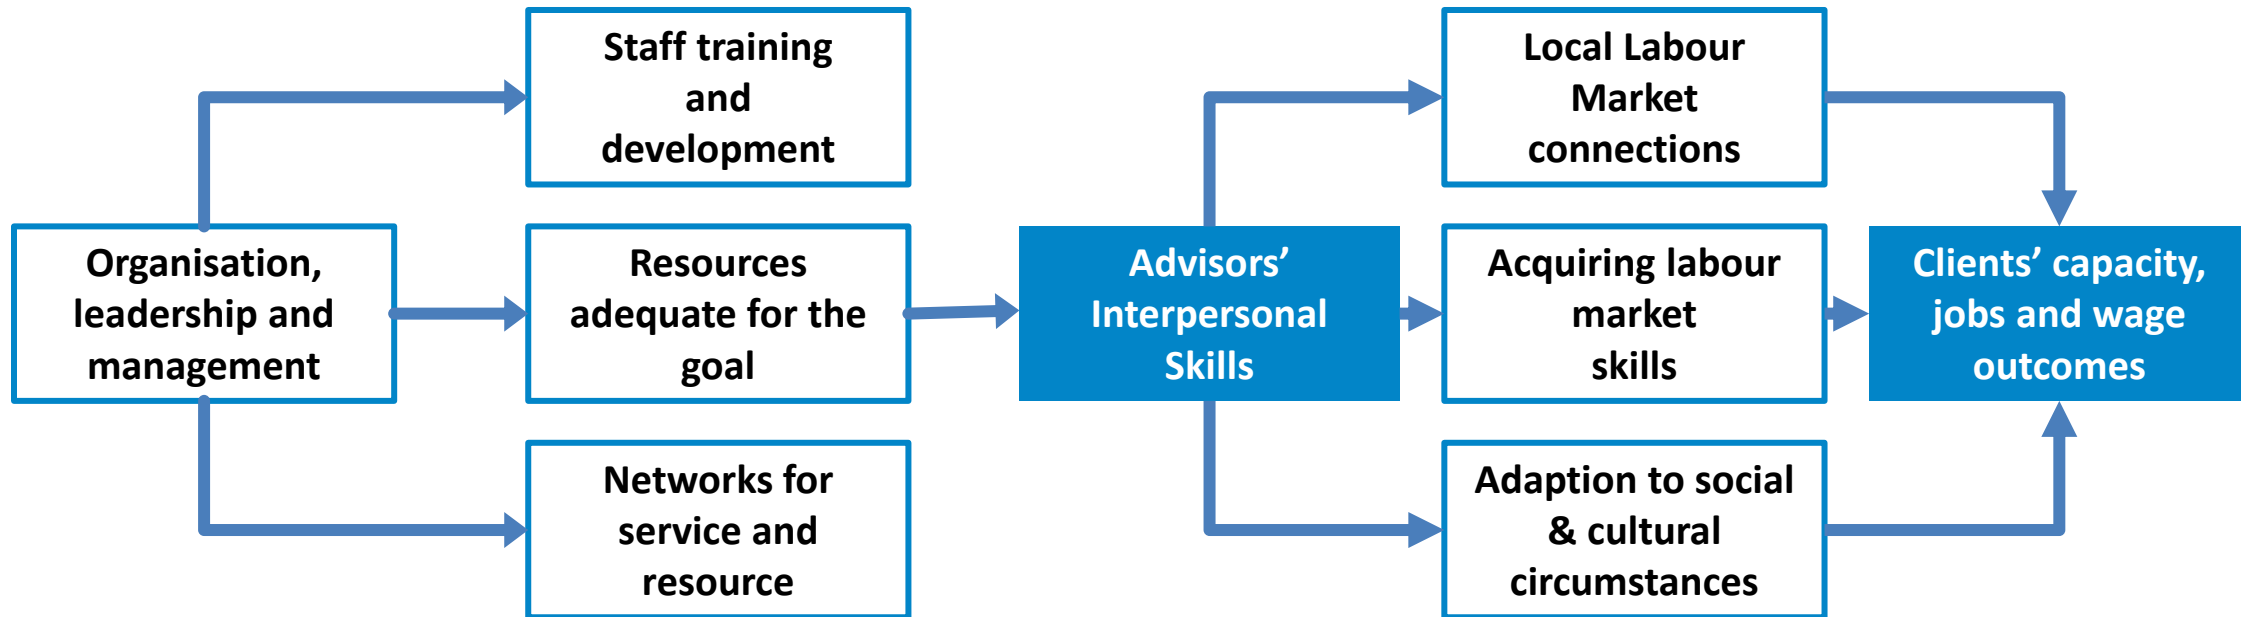 Staff training
and
development
Local Labour
Market
connections
Organisation,
leadership and
management
Resources
adequate for the
goal
Advisors’
Interpersonal
Skills
Acquiring labour
market
skills
Clients’ capacity,
jobs and wage
outcomes
Networks for
service and
resource
Adaption to social
& cultural
circumstances